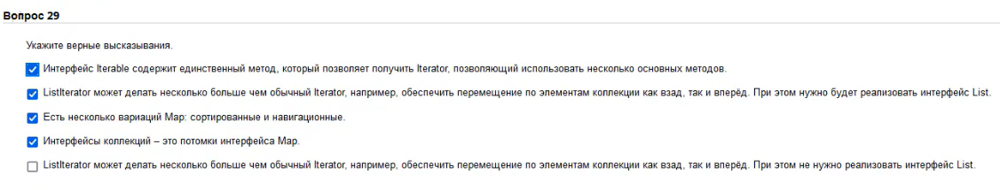 Вопрос 29
Укажите верные высказывания.
Интерфейс Iterable содержит единственный метод, который позволяет получить Iterator, позволяющий использовать несколько основных методов.
ListIterator может делать несколько больше чем обычный Iterator, например, обеспечить перемещение по элементам коллекции как взад, так и вперёд. При этом нужно будет реализовать интерфейс List.
Есть несколько вариаций Map: сортированные и навигационные.
Интерфейсы коллекций – это потомки интерфейса Map.
ListIterator может делать несколько больше чем обычный Iterator, например, обеспечить перемещение по элементам коллекции как взад, так и вперёд. При этом не нужно реализовать интерфейс List.